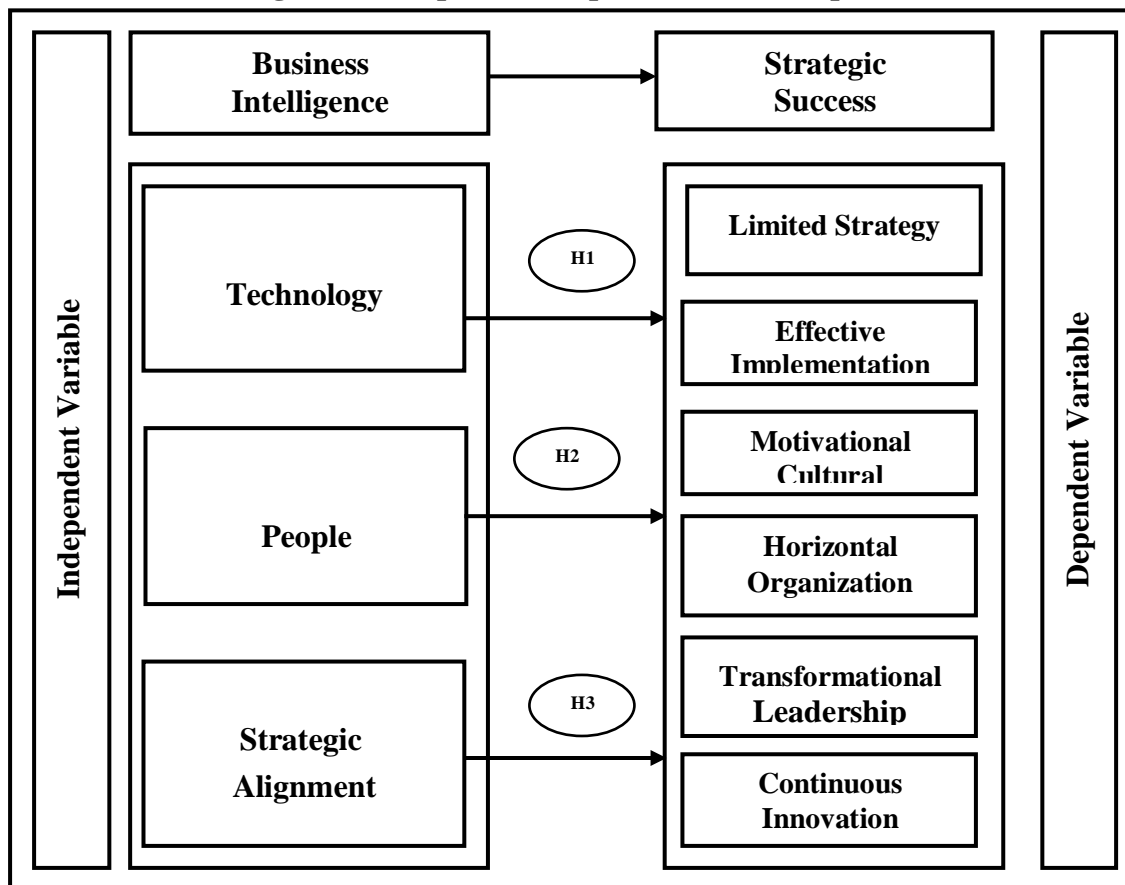 Independent Variable
Business
Intelligence
Strategic
Success
Dependent Variable
Technology
People
Strategic
Alignment
H1
H2
H3
Limited Strategy
Effective
Implementation
Motivational
Cultural
Horizontal
Organization
Transformational
Leadership
Continuous
Innovation